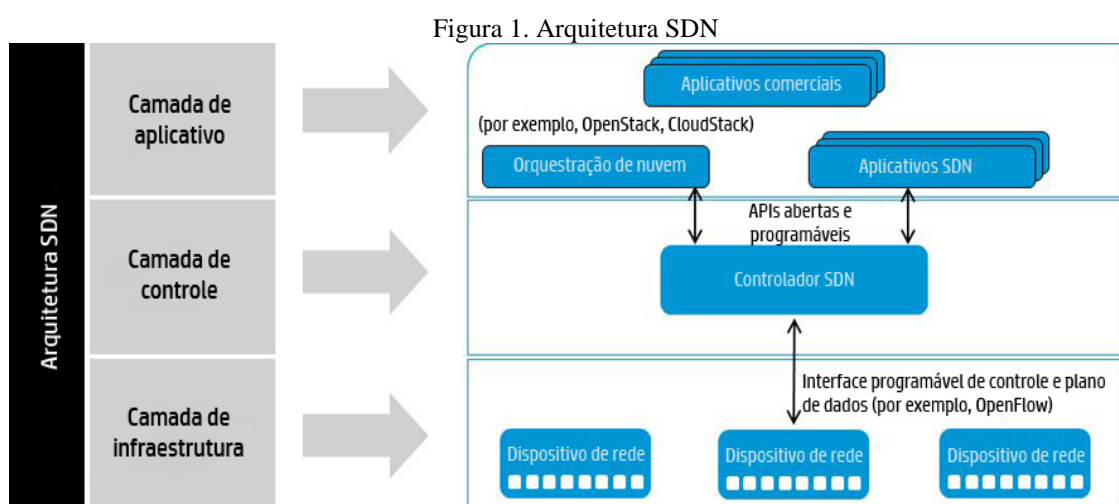 Figura 1. Arquitetura SDN
Arquitetura SDN
Camada de
aplicativo
Aplicativos comerciais
(por exemplo, OpenStack, CloudStack)
Orquestração de nuvem
Aplicativos SDN
Camada de
controle
APIs abertas e
programáveis
Controlador SDN
Camada de
infraestrutura
Interface programável de controle e plano
de dados (por exemplo, OpenFlow)
Dispositivo de rede
Dispositivo de rede
Dispositivo de rede